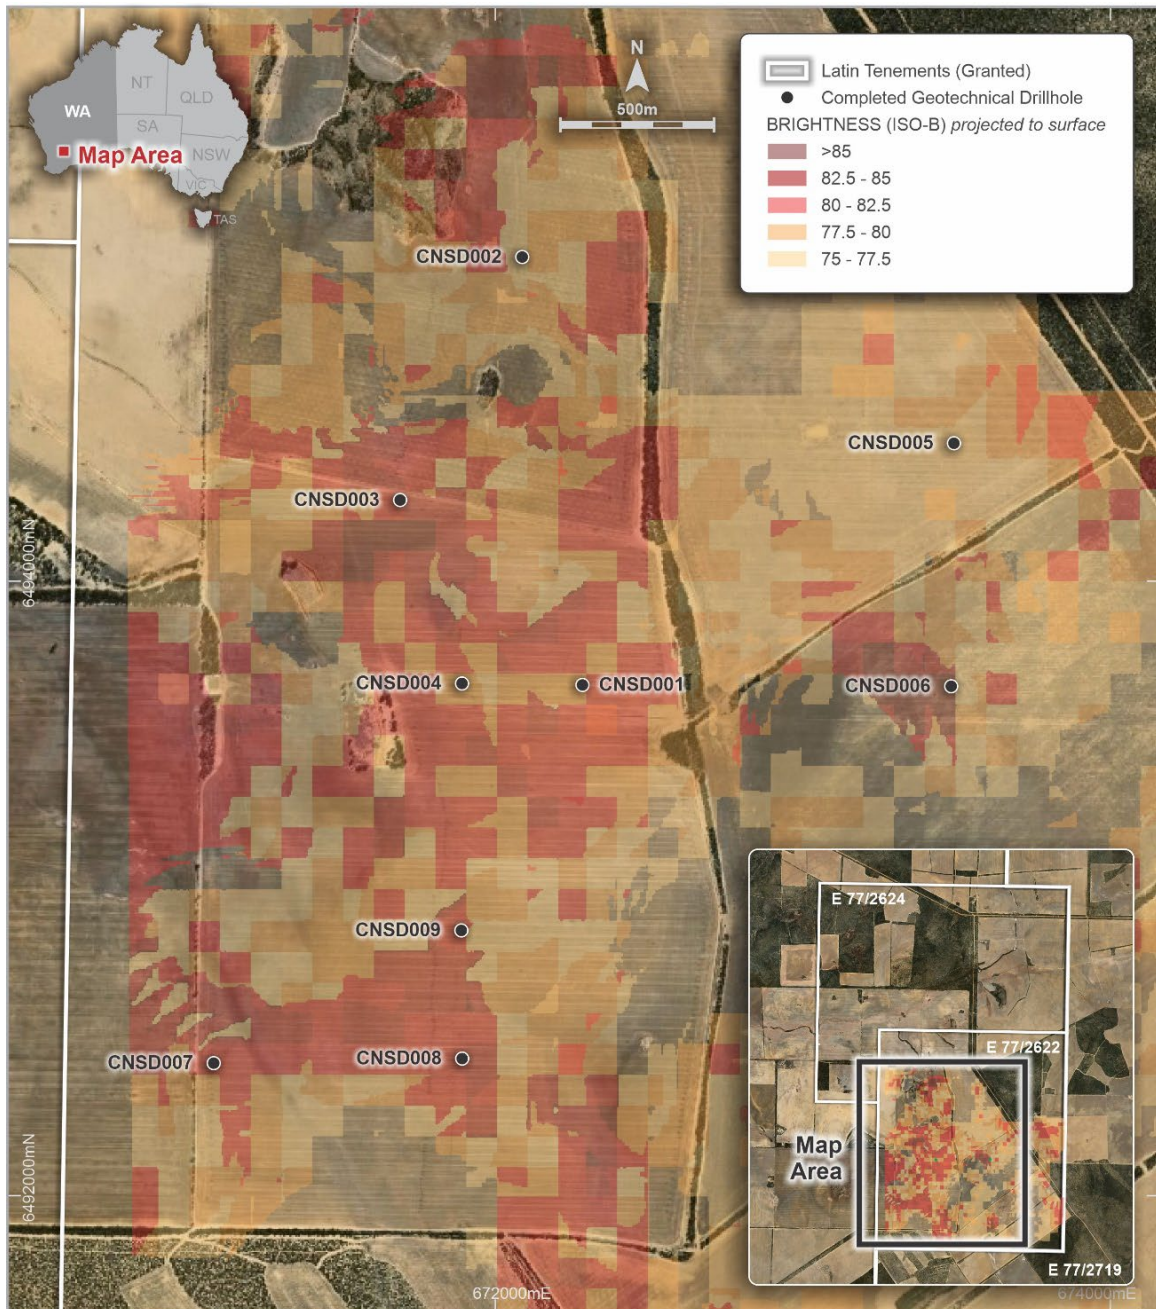 NT
QLD
WA
SA
NSW
VIC
TAS
Map Area
N
500m
Latin Tenements (Granted)
Completed Geotechnical Drillhole
BRIGHTNESS (ISO-B) projected to surface
>85
82.5 - 85
80 - 82.5
77.5 - 80
75 - 77.5
CNSD002
CNSD005
CNSD003
6494000mN
CNSD004
CNSD001
CNSD006
CNSD009
CNSD007
CNSD008
6492000mN
672000mE
674000mE
E 77/2624
E 77/2622
Map
Area
E 77/2719